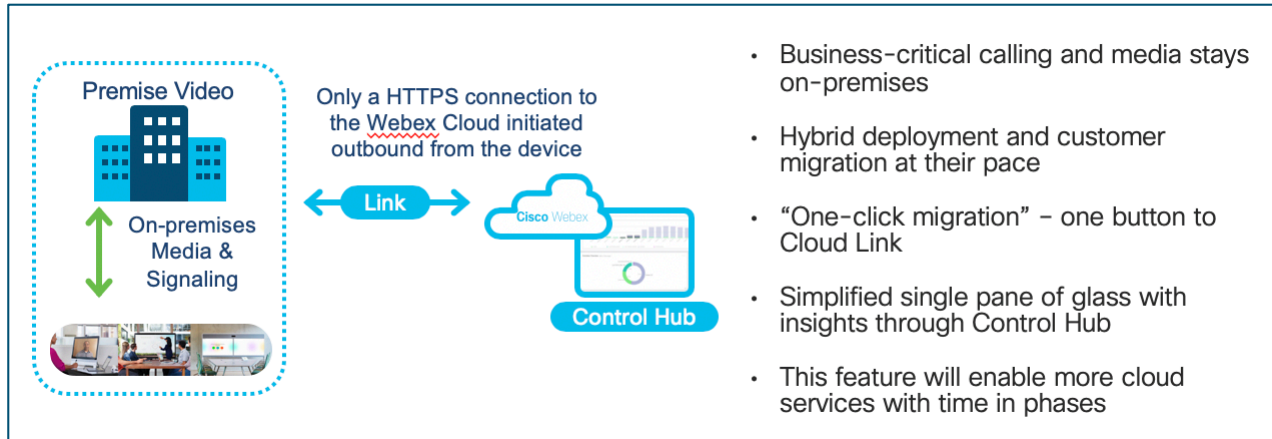 Premise Video
On-premises
Media &
Signaling
Only a HTTPS connection to
the Webex Cloud initiated
outbound from the device
Link
Cisco Webex
Control Hub
• Business-critical calling and media stays
on-premises
• Hybrid deployment and customer
migration at their pace
• “One-click migration” – one button to
Cloud Link
• Simplified single pane of glass with
insights through Control Hub
• This feature will enable more cloud
services with time in phases